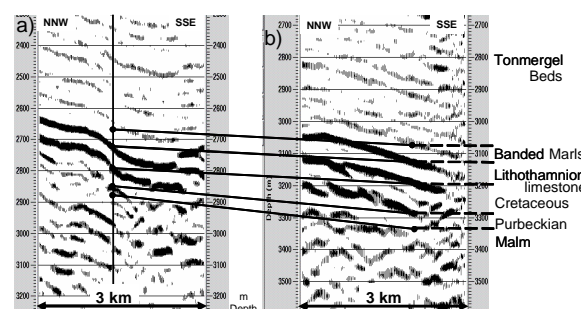 a)
NNW
SSE
2500
2600
2700
2800
2900
3000
3100
3200
2500
2600
2700
2800
2900
3000
3100
3200
3 km
m
Depth
b)
NNW
SSE
2700
2800
2900
3000
3100
3200
3300
3400
3500
Depth (m)
2700
2800
2900
3000
3100
3200
3300
3400
3500
3 km
Tonmergel
Beds
Banded Marls
Lithothamnion
limestone
Cretaceous
Purbeckian
Malm